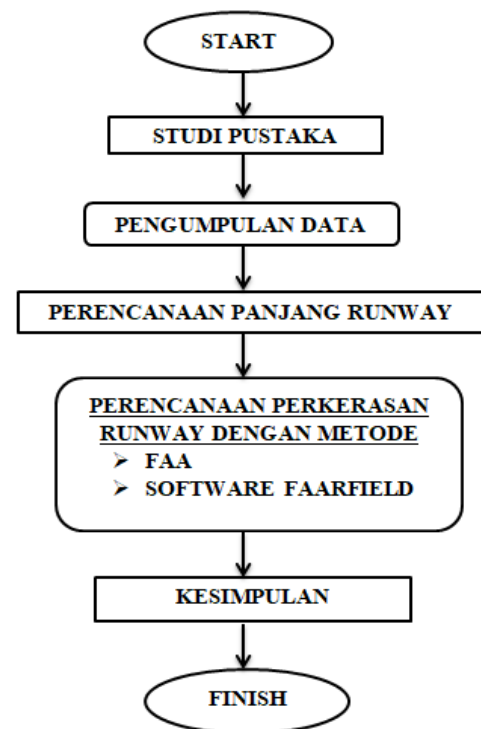 START
STUDI PUSTAKA
PENGUMPULAN DATA
PERENCANAAN PANJANG RUNWAY
PERENCANAAN PERKERASAN
RUNWAY DENGAN METODE
➢ FAA
➢ SOFTWARE FAARFIELD
KESIMPULAN
FINISH